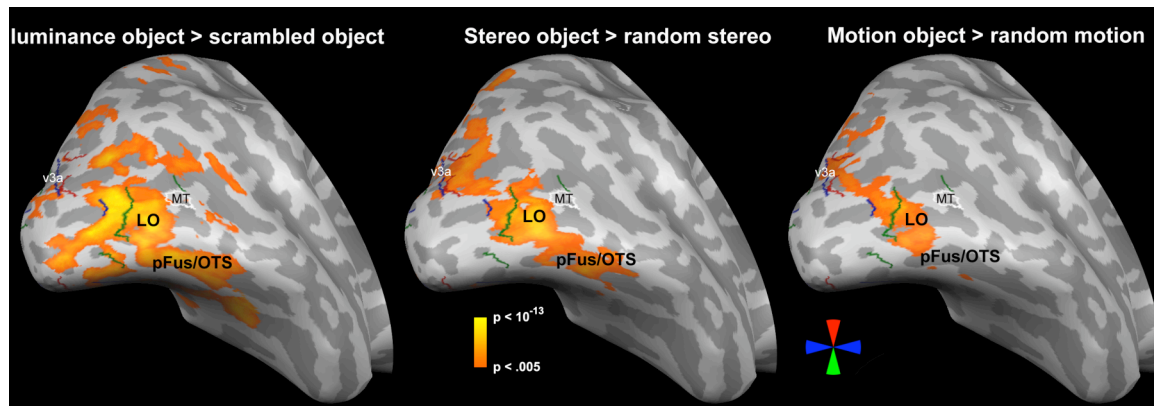 luminance object > scrambled object
Stereo object > random stereo
Motion object > random motion
v3a
MT
LO
pFus/OTS
v3a
MT
LO
pFus/OTS
v3a
MT
LO
pFus/OTS
p < 10⁻¹³
p < .005